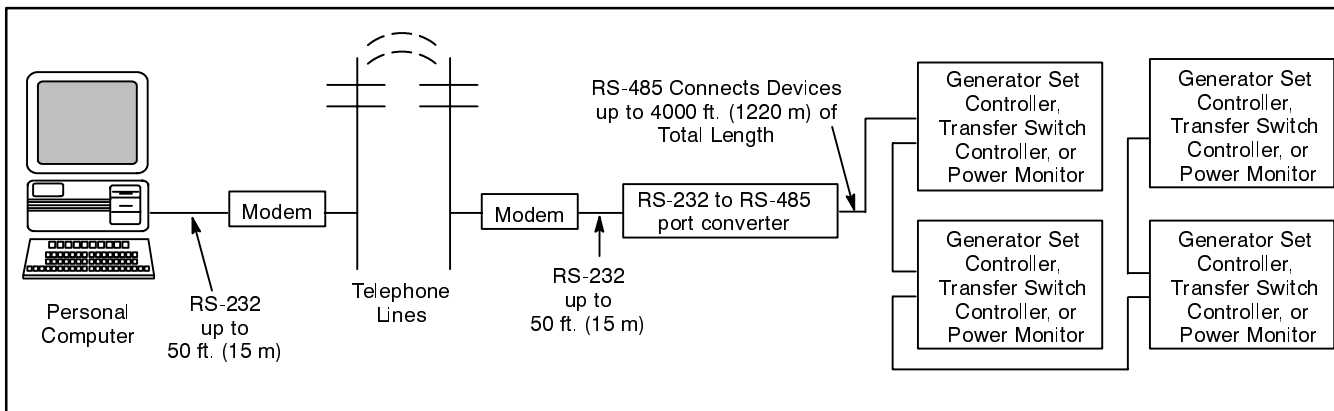 Personal
Computer
RS-232
up to
50 ft. (15 m)
Modem
Telephone
Lines
Modem
RS-232
up to
50 ft. (15 m)
RS-232 to RS-485
port converter
RS-485 Connects Devices
up to 4000 ft. (1220 m) of
Total Length
Generator Set
Controller,
Transfer Switch
Controller, or
Power Monitor
Generator Set
Controller,
Transfer Switch
Controller, or
Power Monitor
Generator Set
Controller,
Transfer Switch
Controller, or
Power Monitor
Generator Set
Controller,
Transfer Switch
Controller, or
Power Monitor